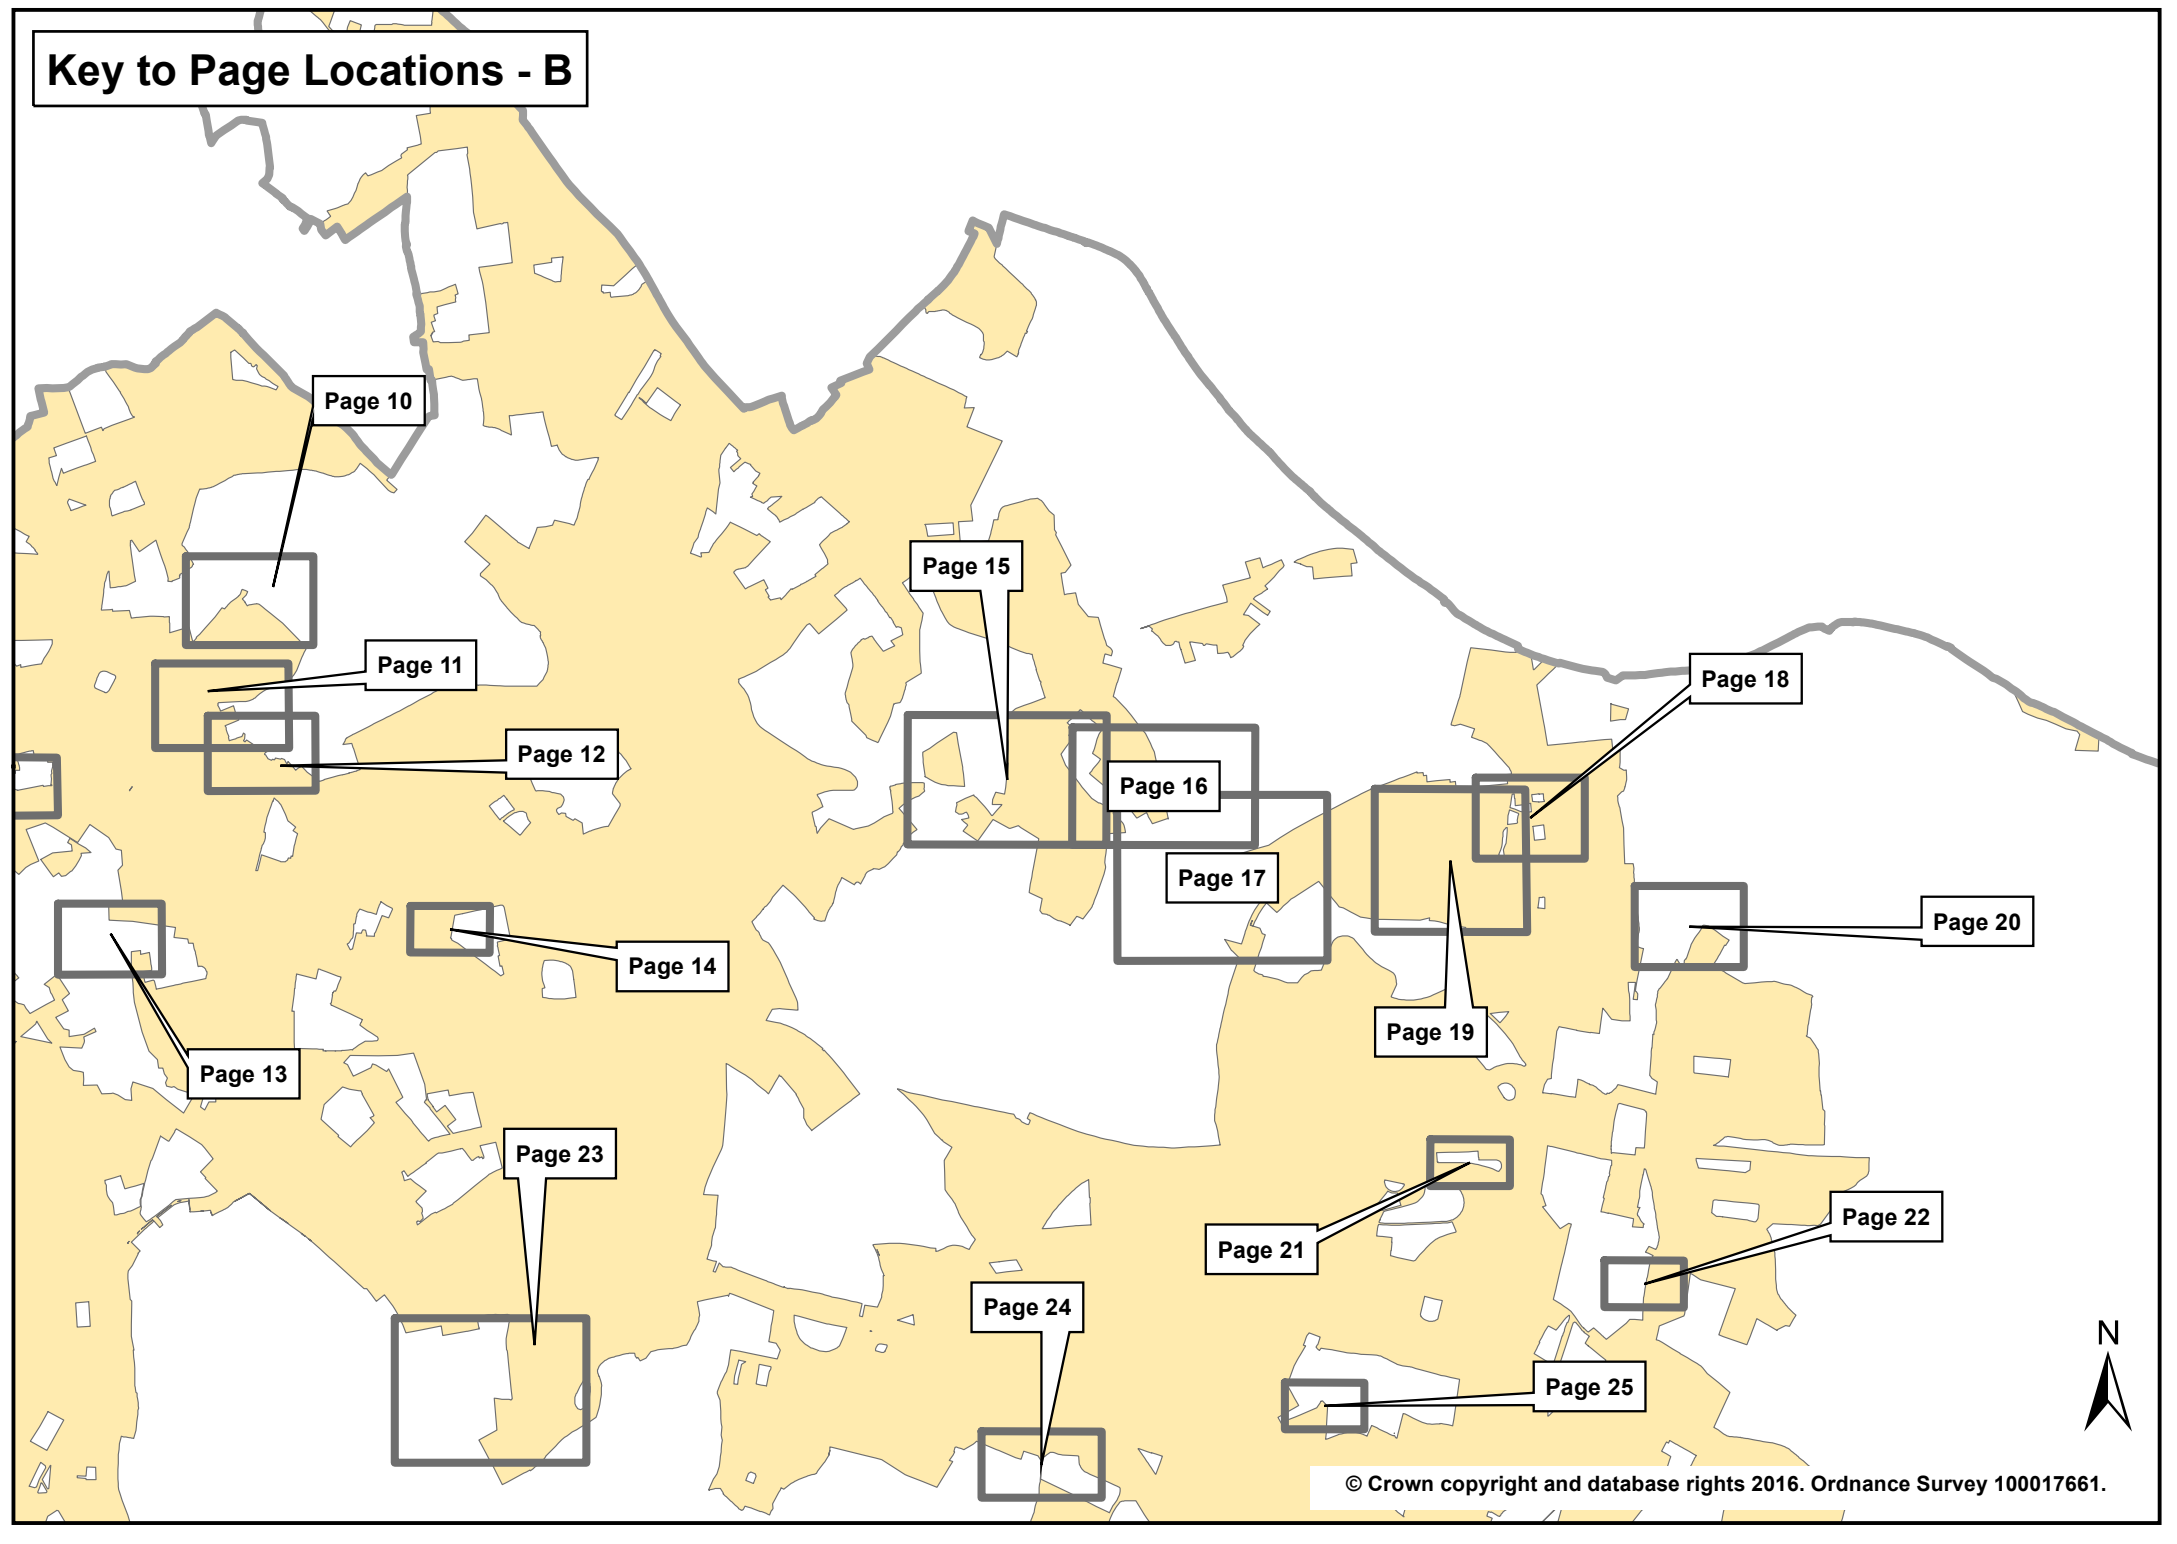 Key to Page Locations - B
Page 10
Page 15
Page 11
Page 18
Page 12
Page 16
Page 17
Page 20
Page 14
Page 19
Page 13
Page 23
Page 22
Page 21
Page 24
N
Page 25
© Crown copyright and database rights 2016. Ordnance Survey 100017661.